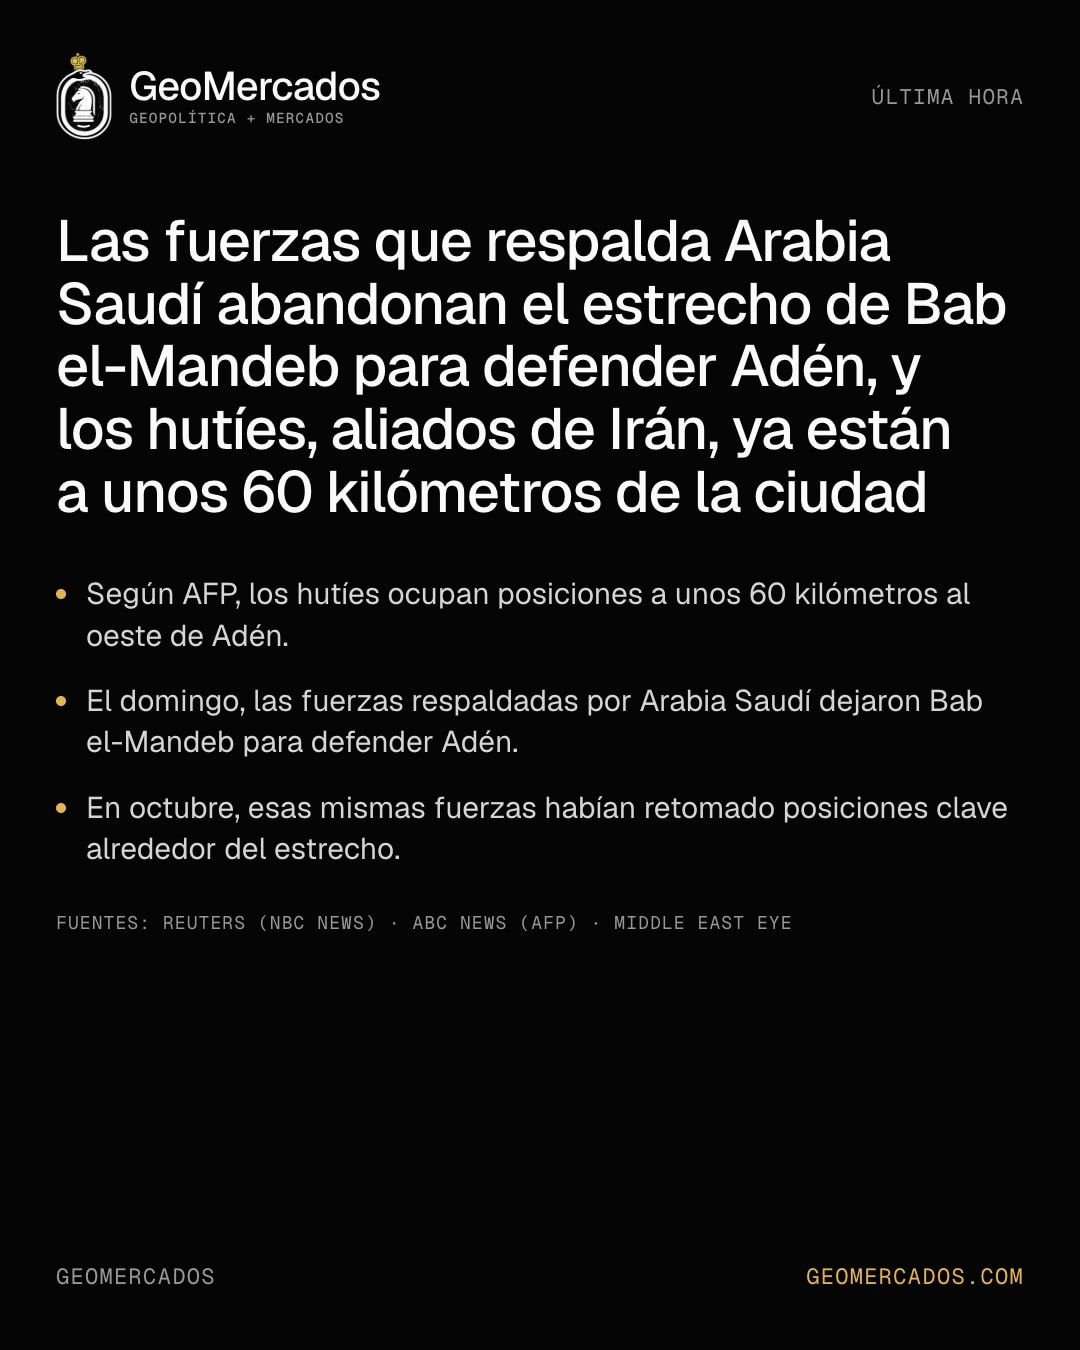 GeoMercados
GEOPOLÍTICA + MERCADOS
ÚLTIMA HORA
Las fuerzas que respalda Arabia
Saudí abandonan el estrecho de Bab
el-Mandeb para defender Adén, y
los hutíes, aliados de Irán, ya están
a unos 60 kilómetros de la ciudad
• Según AFP, los hutíes ocupan posiciones a unos 60 kilómetros al
oeste de Adén.
• El domingo, las fuerzas respaldadas por Arabia Saudí dejaron Bab
el-Mandeb para defender Adén.
• En octubre, esas mismas fuerzas habían retomado posiciones clave
alrededor del estrecho.
FUENTES: REUTERS (NBC NEWS) · ABC NEWS (AFP) · MIDDLE EAST EYE
GEOMERCADOS
GEOMERCADOS.COM